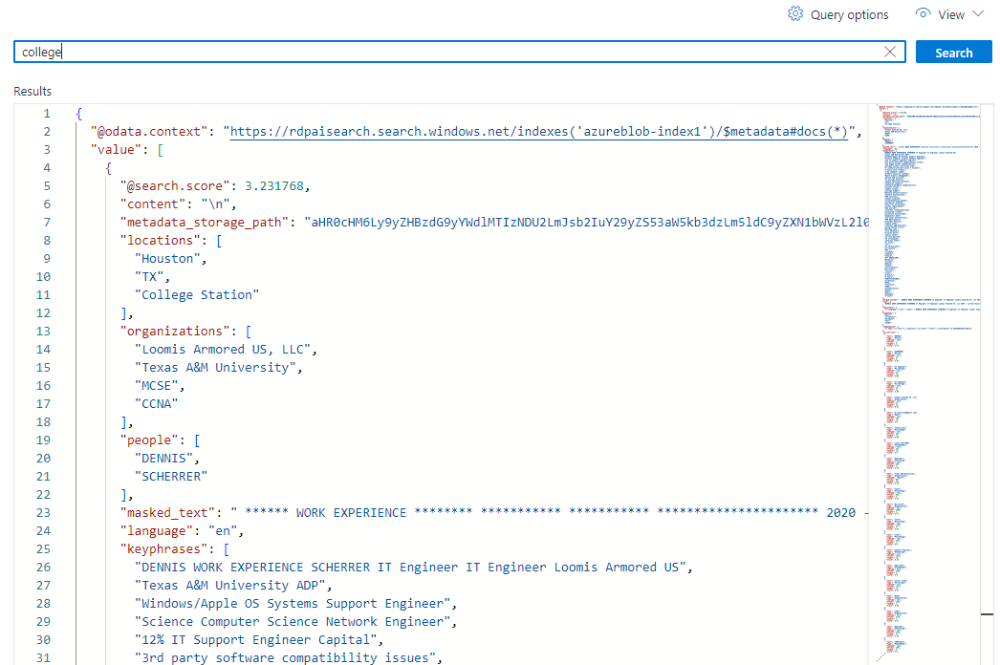 Query options View
college Search
Results
1 {
2 "@odata.context": "https://rdpaisearch.search.windows.net/indexes('azureblob-index1')/$metadata#docs(*)",
3 "value": [
4 {
5 "@search.score": 3.231768,
6 "content": "\n",
7 "metadata_storage_path": "aHR0cHM6Ly9yZHBzdG9yYWdlMTIzNDU2LmJsb2IuY29yZS53aW5kb3dzLm5ldC9yZXN1bWVzL2l0
8 "locations": [
9 "Houston",
10 "TX",
11 "College Station"
12 ],
13 "organizations": [
14 "Loomis Armored US, LLC",
15 "Texas A&M University",
16 "MCSE",
17 "CCNA"
18 ],
19 "people": [
20 "DENNIS",
21 "SCHERRER"
22 ],
23 "masked_text": " ****** WORK EXPERIENCE ******** *********** *********** ********************** 2020 -
24 "language": "en",
25 "keyphrases": [
26 "DENNIS WORK EXPERIENCE SCHERRER IT Engineer IT Engineer Loomis Armored US",
27 "Texas A&M University ADP",
28 "Windows/Apple OS Systems Support Engineer",
29 "Science Computer Science Network Engineer",
30 "12% IT Support Engineer Capital",
31 "3rd party software compatibility issues",